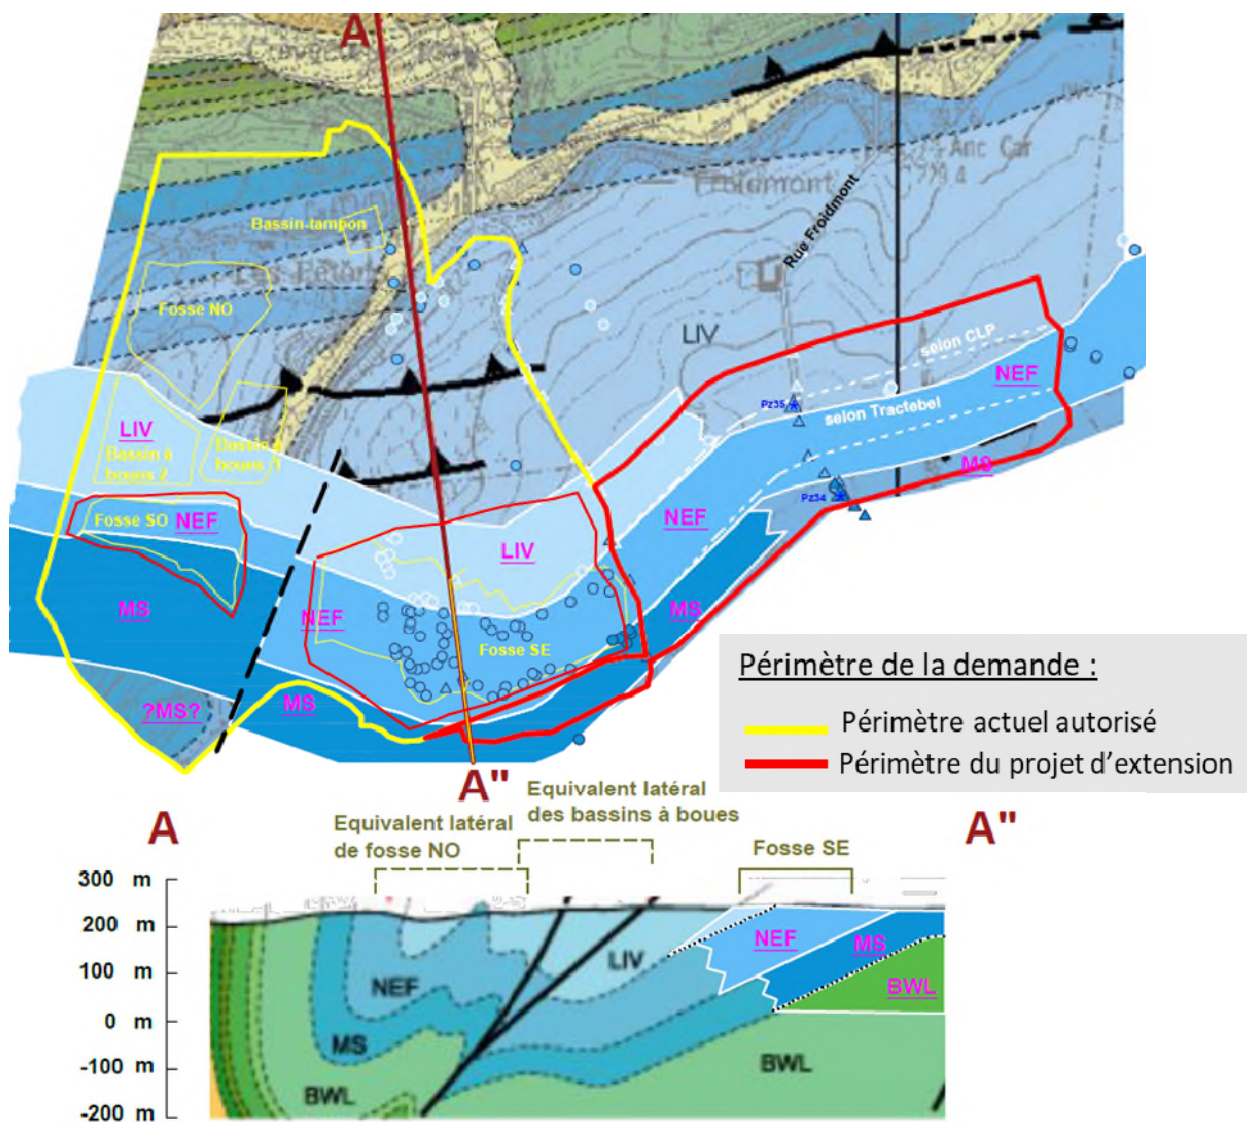 A
Anc Car
Froidmont
Rue Froidmont
Bassin-tampon
Fosse NO
LIV
selon CLP
NEF
Pz35
selon Tractebel
LIV
Bassin à
boues 2
Bassin à
boues 1
MS
Pz34
Fosse SO
NEF
NEF
LIV
MS
NEF
MS
Fosse SE
?MS?
MS
Périmètre de la demande :
Périmètre actuel autorisé
Périmètre du projet d'extension
A"
A
Equivalent latéral
de fosse NO
Equivalent latéral
des bassins à boues
Fosse SE
A"
300 m
200 m
100 m
0 m
-100 m
-200 m
NEF
MS
BWL
LIV
NEF
MS
BWL
BWL